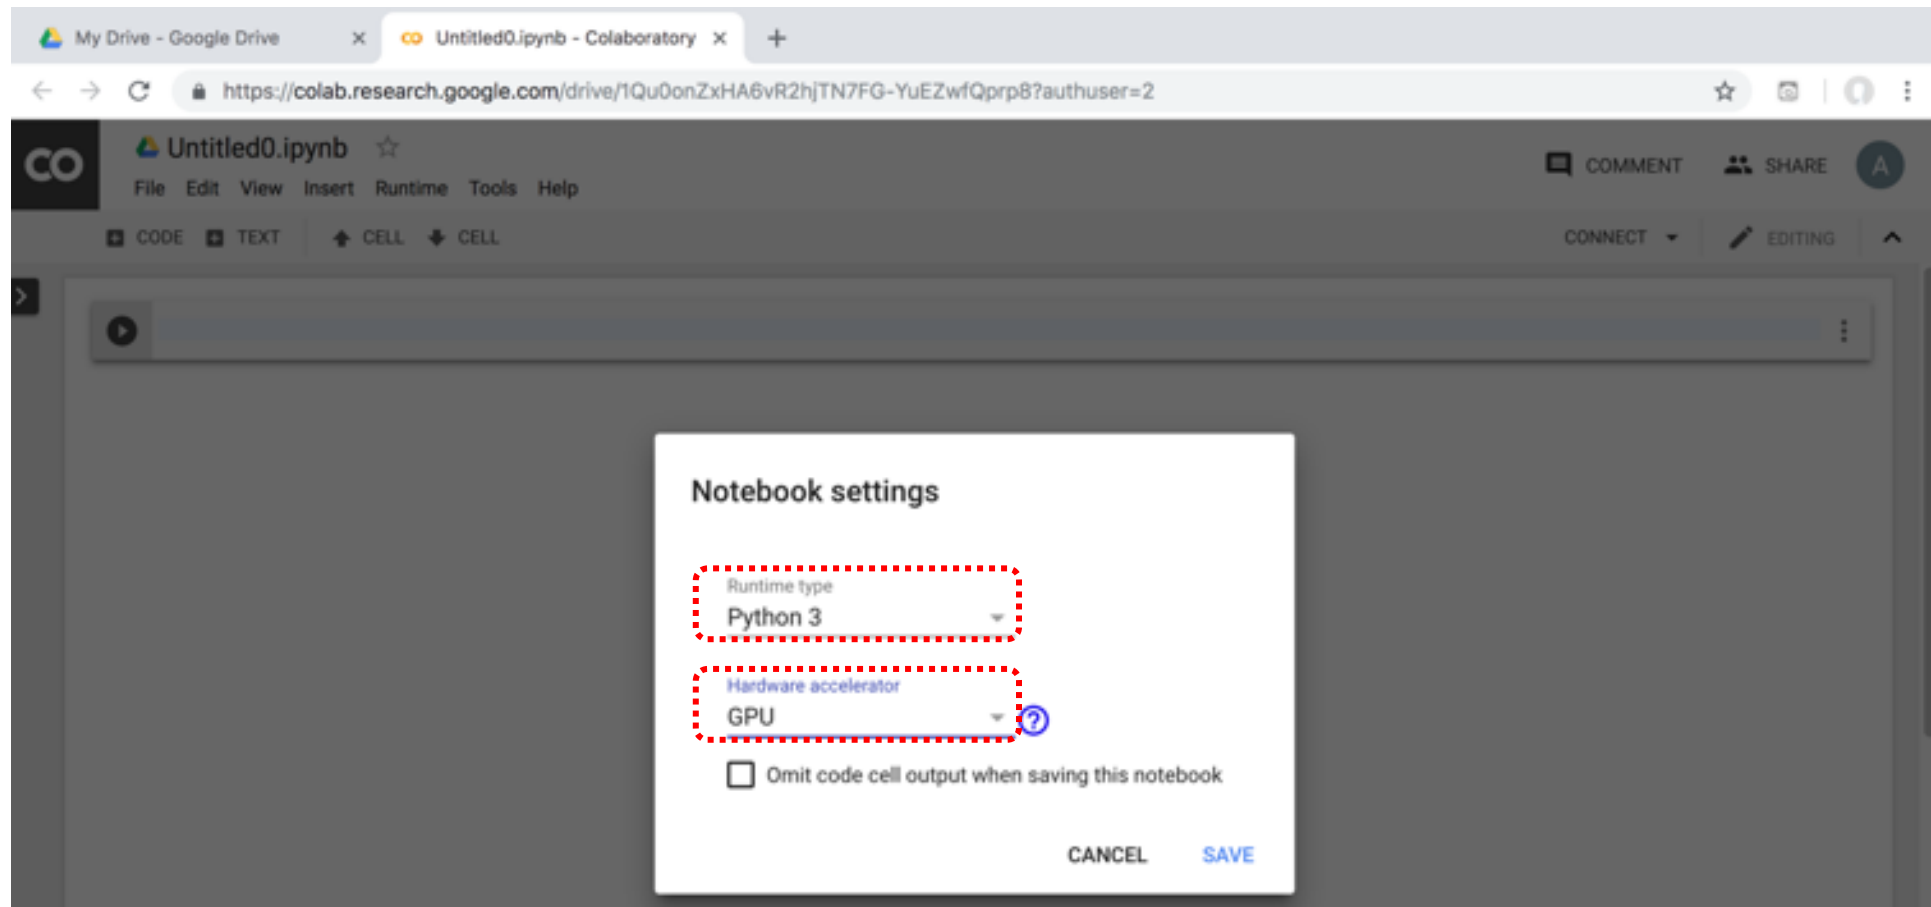 My Drive - Google Drive
Untitled0.ipynb - Colaboratory
https://colab.research.google.com/drive/1Qu0onZxHA6vR2hjTN7FG-YuEZwfQprp8?authuser=2
CO
Untitled0.ipynb
COMMENT SHARE A
File Edit View Insert Runtime Tools Help
CODE TEXT CELL CELL
CONNECT EDITING
Notebook settings
Runtime type
Python 3
Hardware accelerator
GPU
?
Omit code cell output when saving this notebook
CANCEL SAVE